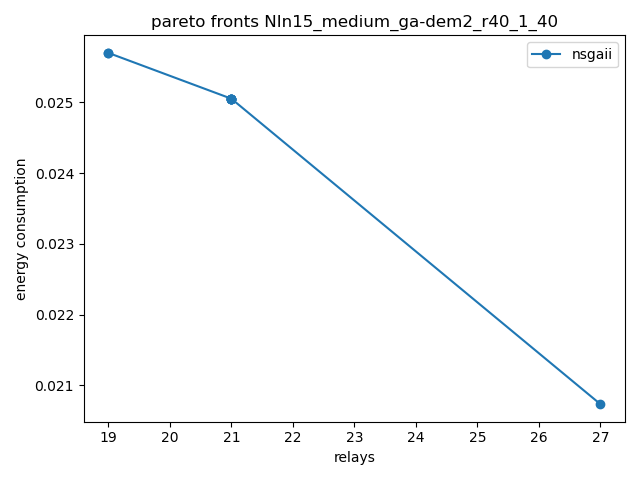 pareto fronts NIn15_medium_ga-dem2_r40_1_40
nsgaii
energy consumption
0.025
0.024
0.023
0.022
0.021
19 20 21 22 23 24 25 26 27
relays